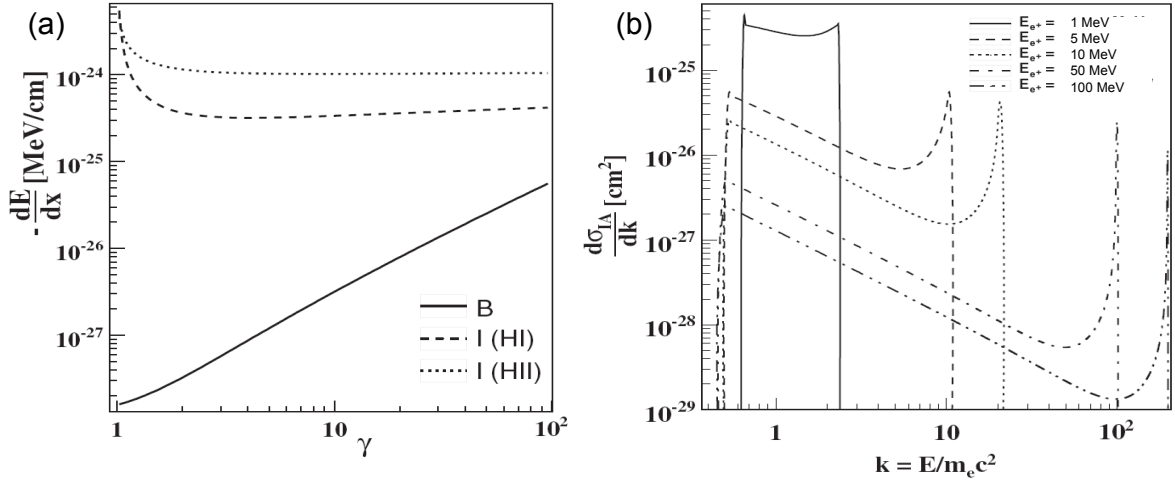 (a)
- dE/dx [MeV/cm]
10^-24
10^-25
10^-26
10^-27
B
I (HI)
I (HII)
1
10
10^2
γ
(b)
dσ_IA/dk [cm^2]
10^-25
10^-26
10^-27
10^-28
10^-29
E_e+ = 1 MeV
E_e+ = 5 MeV
E_e+ = 10 MeV
E_e+ = 50 MeV
E_e+ = 100 MeV
1
10
10^2
k = E/m_ec^2